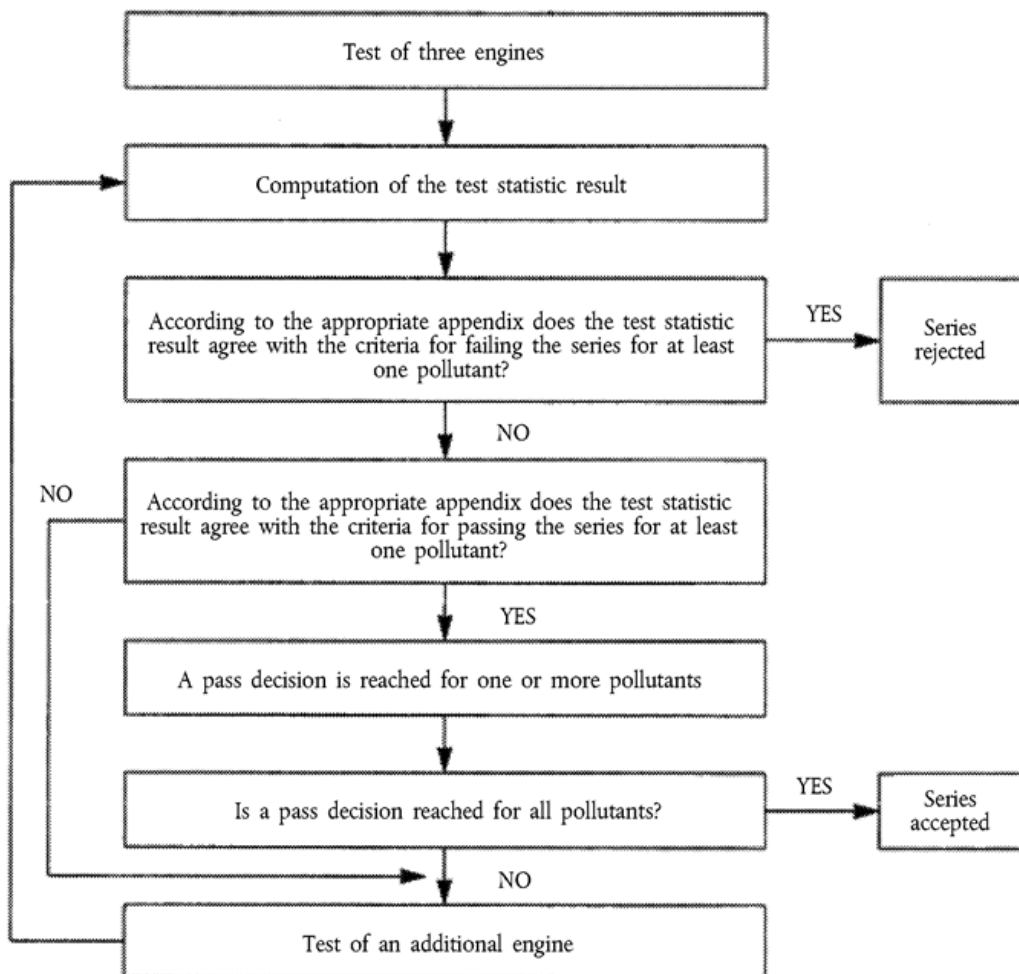 Test of three engines
Computation of the test statistic result
According to the appropriate appendix does the test statistic
result agree with the criteria for failing the series for at least
one pollutant?
YES
Series
rejected
NO
NO
According to the appropriate appendix does the test statistic
result agree with the criteria for passing the series for at least
one pollutant?
YES
A pass decision is reached for one or more pollutants
Is a pass decision reached for all pollutants?
YES
Series
accepted
NO
Test of an additional engine